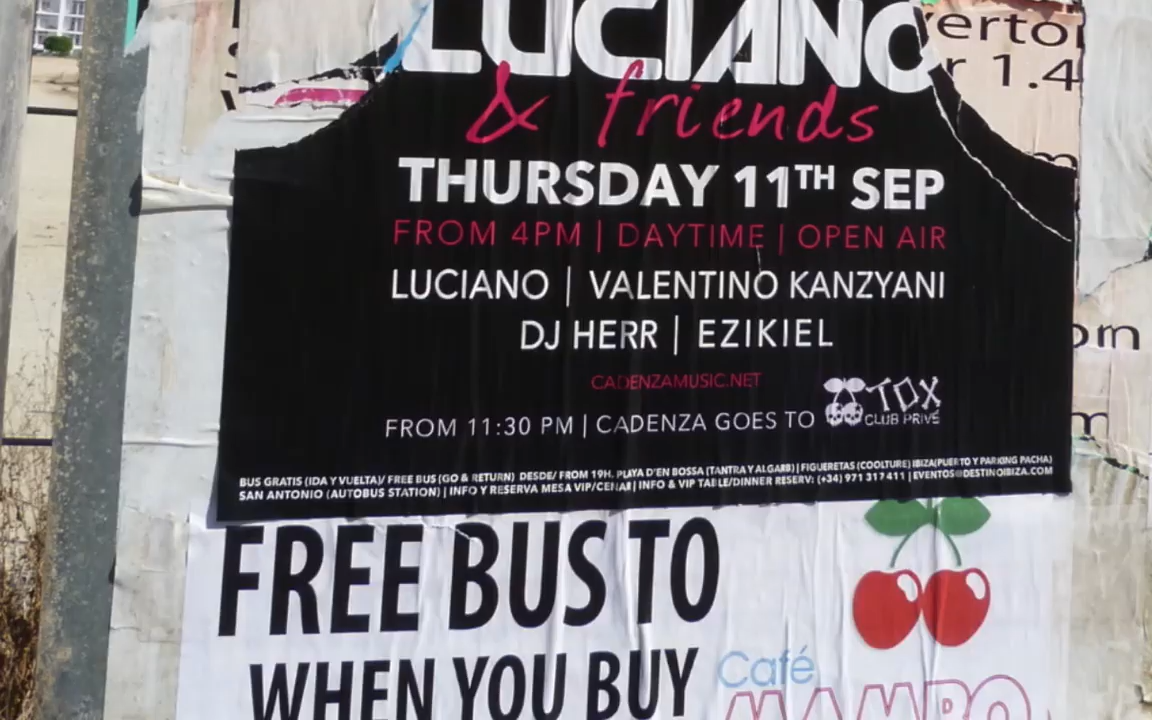 LUCIANO
& friends
THURSDAY 11TH SEP
FROM 4PM | DAYTIME | OPEN AIR
LUCIANO | VALENTINO KANZYANI
DJ HERR | EZIKIEL
CADENZAMUSIC.NET
FROM 11:30 PM | CADENZA GOES TO TOX CLUB PRIVÉ
BUS GRATIS (IDA Y VUELTA)/ FREE BUS (GO & RETURN) DESDE/ FROM 19H. PLAYA D'EN BOSSA (TANTRA Y ALGARB) | FIGUERETAS (COOLTURE) IBIZA(PUERTO Y PARKING PACHA)
SAN ANTONIO (AUTOBUS STATION) | INFO Y RESERVA MESA VIP/CENAR| INFO & VIP TABLE/DINNER RESERV: (+34) 971 317 411 | EVENTOS@DESTINOIBIZA.COM
FREE BUS TO
WHEN YOU BUY
Café
MAMBO
erton
r 1.4
om
m